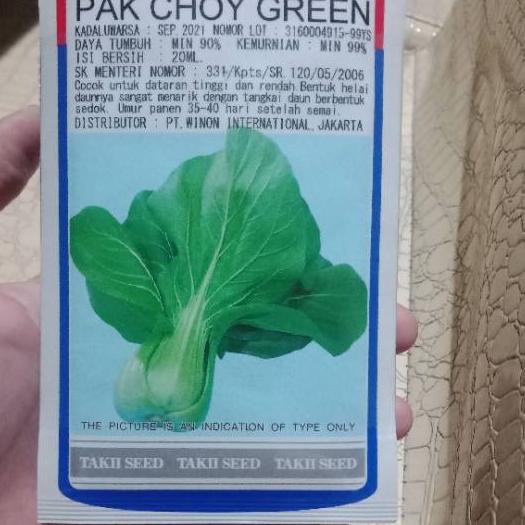 PAK CHOY GREEN
KADALUWARSA : SEP. 2021 NOMOR LOT : 3160004915-99YS
DAYA TUMBUH : MIN 90% KEMURNIAN : MIN 99%
ISI BERSIH : 20ML.
SK MENTERI NOMOR : 331/Kpts/SR.120/05/2006
Cocok untuk dataran tinggi dan rendah.Bentuk helai
daunnya sangat menarik dengan tangkai daun berbentuk
sedok. Umur panen 35-40 hari setelah semai.
DISTRIBUTOR : PT.WINON INTERNATIONAL, JAKARTA
THE PICTURE IS AN INDICATION OF TYPE ONLY
TAKII SEED TAKII SEED TAKII SEED